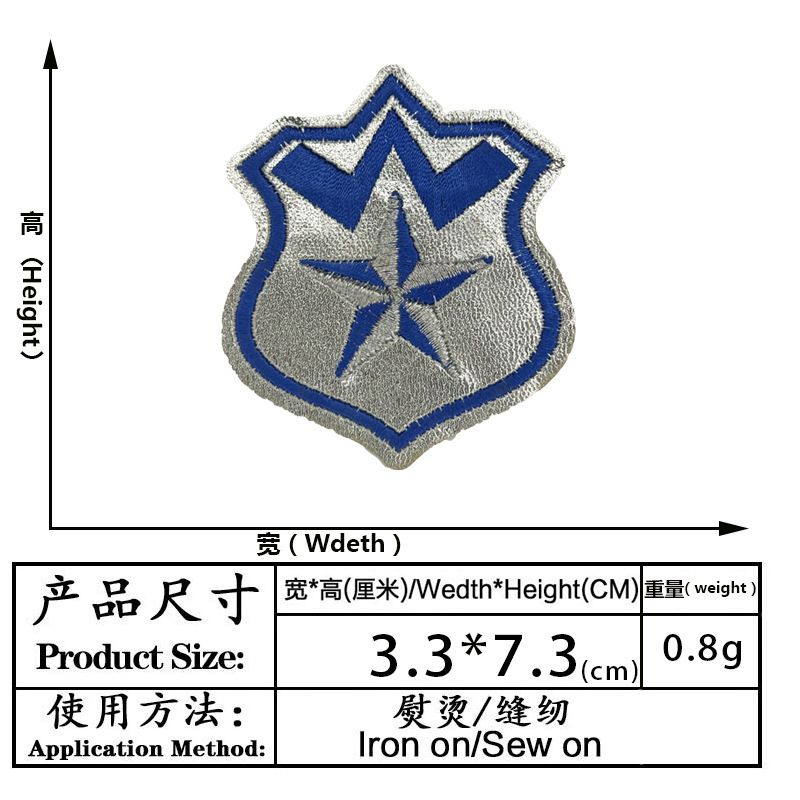 高（Height）
宽（Wdeth）
产品尺寸
Product Size:
宽*高(厘米)/Wedth*Height(CM)
重量( weight )
3.3*7.3(cm)
0.8g
使用方法：
Application Method:
熨烫/缝纫
Iron on/Sew on